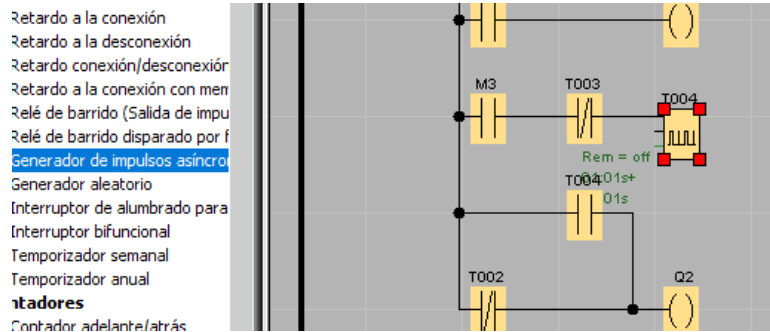 Retardo a la conexión
Retardo a la desconexión
Retardo conexión/desconexión
Retardo a la conexión con mem
Relé de barrido (Salida de impu
Relé de barrido disparado por f
Generador de impulsos asíncro
Generador aleatorio
Interruptor de alumbrado para
Interruptor bifuncional
Temporizador semanal
Temporizador anual
ntadores
Contador adelante/atrás
M3
T003
T004
Rem = off
01:01s+
T004
01s
T002
Q2